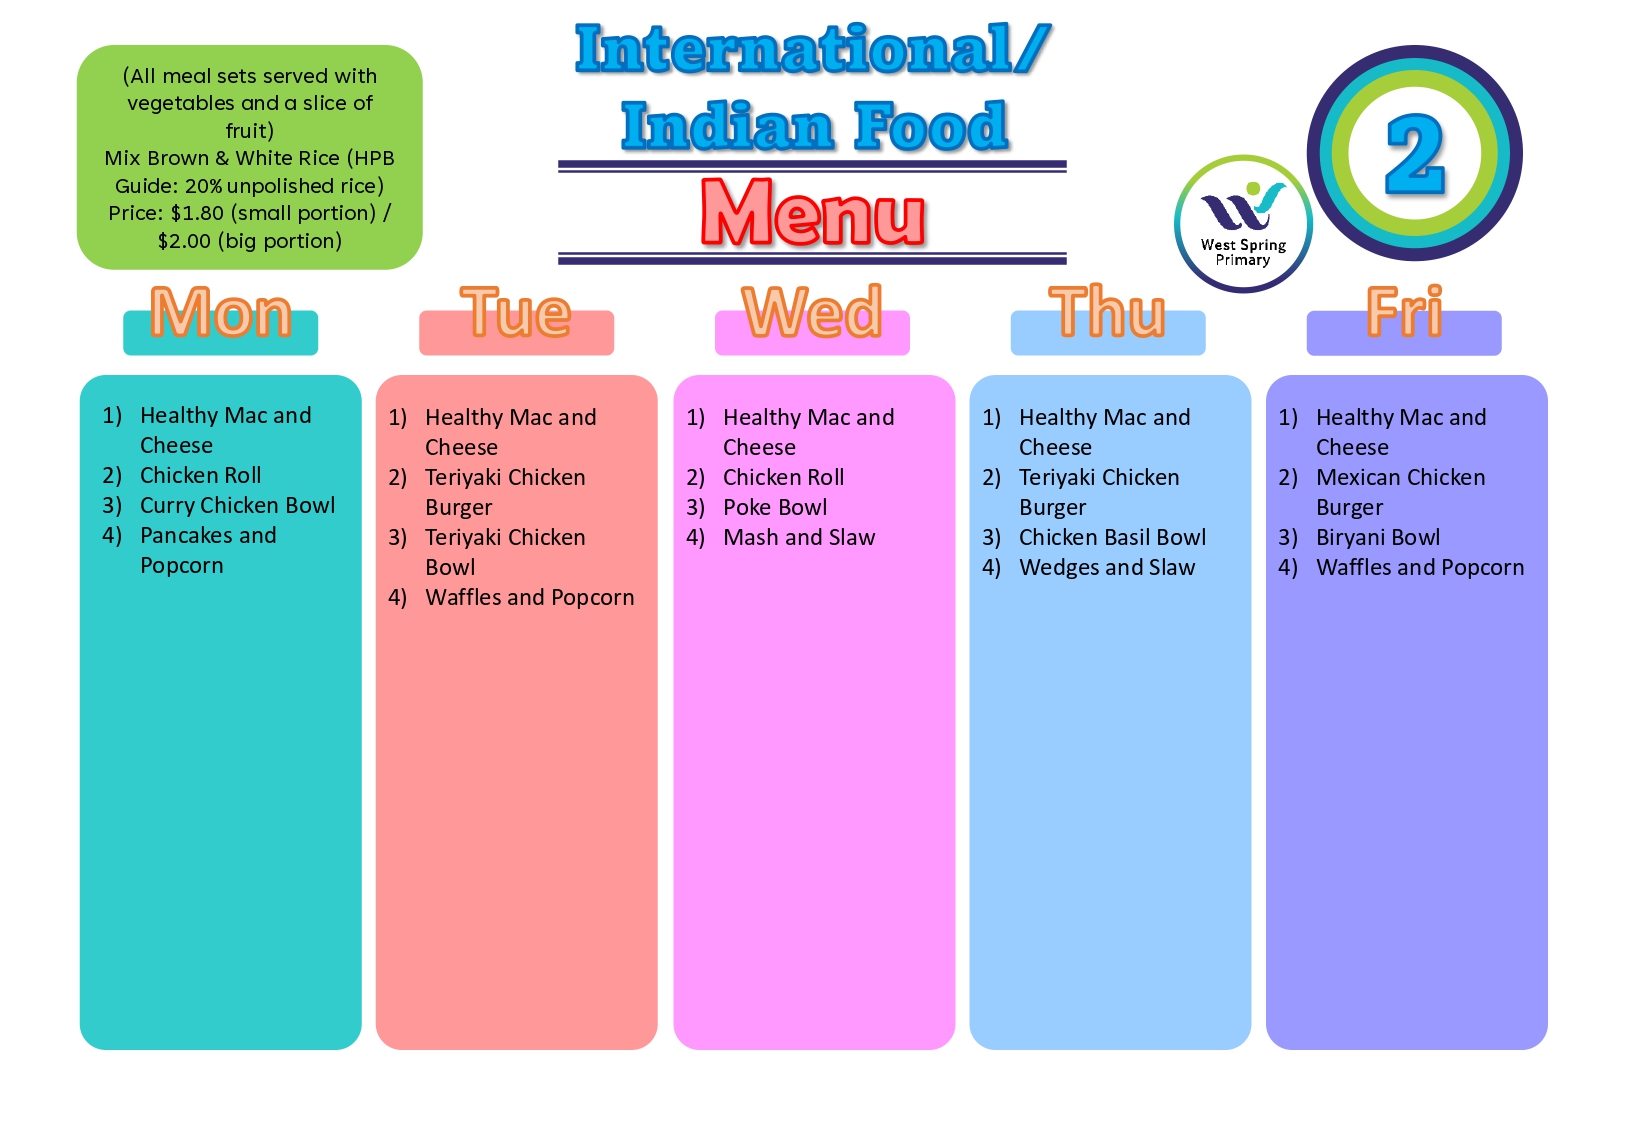 (All meal sets served with
vegetables and a slice of
fruit)
Mix Brown & White Rice (HPB
Guide: 20% unpolished rice)
Price: $1.80 (small portion) /
$2.00 (big portion)
International/
Indian Food
Menu
West Spring
Primary
2
Mon
1) Healthy Mac and
Cheese
2) Chicken Roll
3) Curry Chicken Bowl
4) Pancakes and
Popcorn
Tue
1) Healthy Mac and
Cheese
2) Teriyaki Chicken
Burger
3) Teriyaki Chicken
Bowl
4) Waffles and Popcorn
Wed
1) Healthy Mac and
Cheese
2) Chicken Roll
3) Poke Bowl
4) Mash and Slaw
Thu
1) Healthy Mac and
Cheese
2) Teriyaki Chicken
Burger
3) Chicken Basil Bowl
4) Wedges and Slaw
Fri
1) Healthy Mac and
Cheese
2) Mexican Chicken
Burger
3) Biryani Bowl
4) Waffles and Popcorn